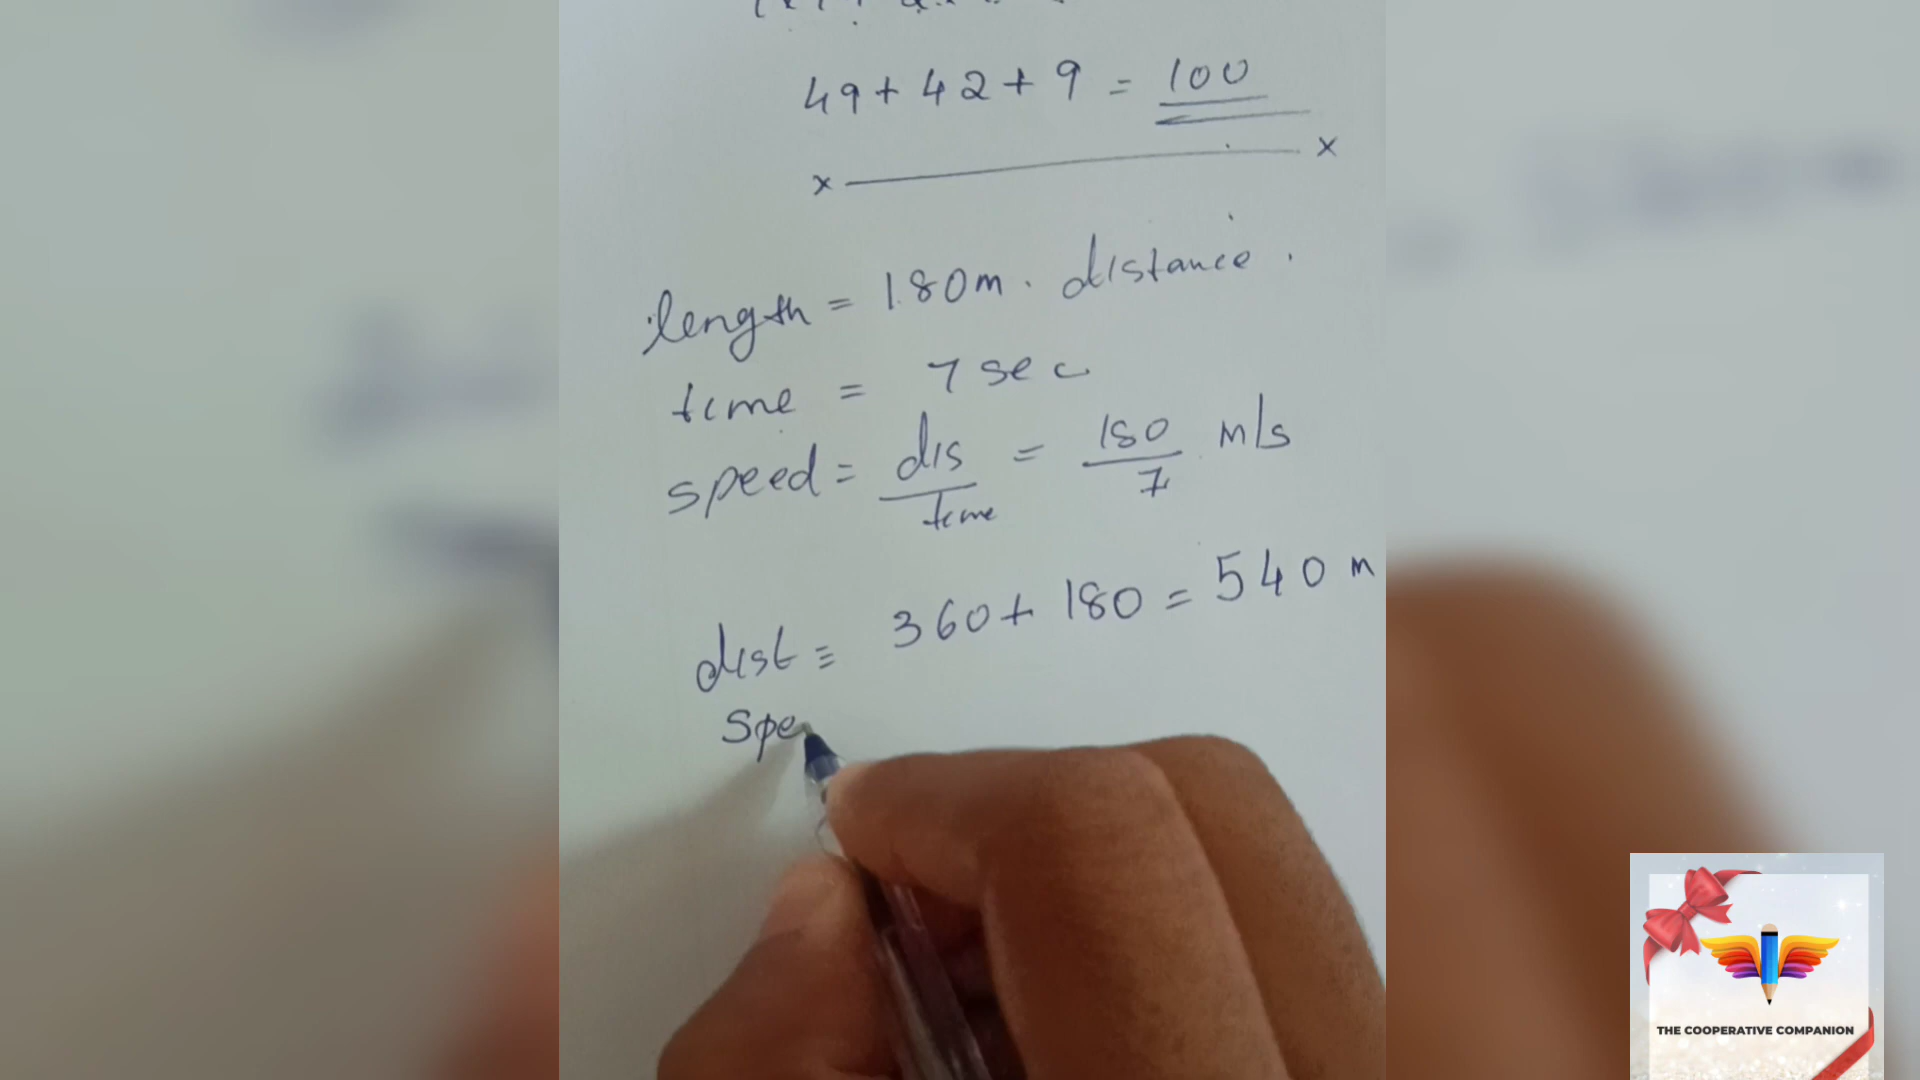 49 + 42 + 9 = 100
x x
length = 180m . distance .
time = 7 sec
speed = dis/time = 180/7 m/s
dist = 360 + 180 = 540 m
Spe
THE COOPERATIVE COMPANION